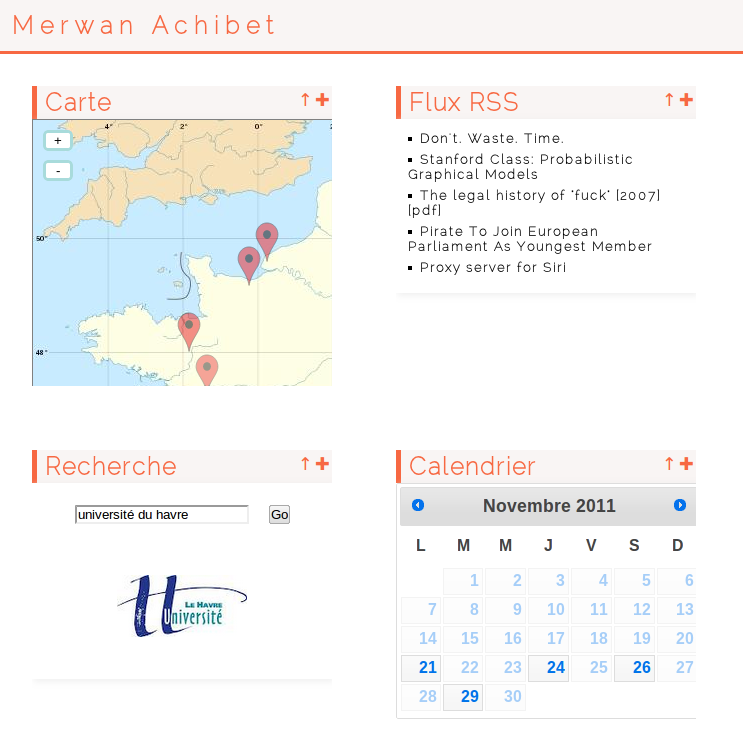 Merwan Achibet
Carte
↑ +
4° 2° 0° 2
+
-
50°
48°
Flux RSS
↑ +
Don't. Waste. Time.
Stanford Class: Probabilistic
Graphical Models
The legal history of "fuck" [2007]
[pdf]
Pirate To Join European
Parliament As Youngest Member
Proxy server for Siri
Recherche
↑ +
université du havre
Go
LE HAVRE
Université
Calendrier
↑ +
Novembre 2011
L M M J V S D
1 2 3 4 5 6
7 8 9 10 11 12 13
14 15 16 17 18 19 20
21 22 23 24 25 26 27
28 29 30